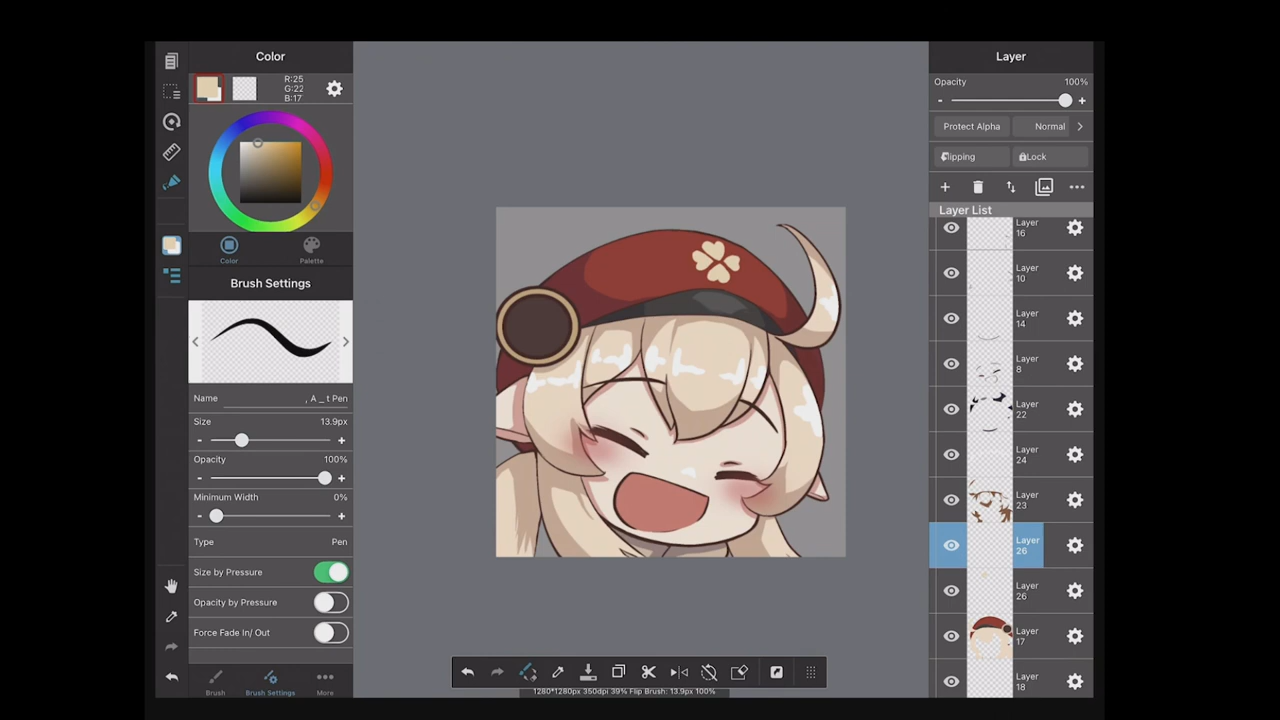 Color
R:25
G:22
B:17
Color
Palette
Brush Settings
Name
, A _ t Pen
Size
13.9px
-
+
Opacity
100%
-
+
Minimum Width
0%
-
+
Type
Pen
Size by Pressure
Opacity by Pressure
Force Fade In/ Out
Brush
Brush Settings
More
1280*1280px 350dpi 39% Flip Brush: 13.9px 100%
Layer
Opacity
100%
-
+
Protect Alpha
Normal
lipping
Lock
Layer List
Layer
16
Layer
10
Layer
14
Layer
8
Layer
22
Layer
24
Layer
23
Layer
26
Layer
26
Layer
17
Layer
18